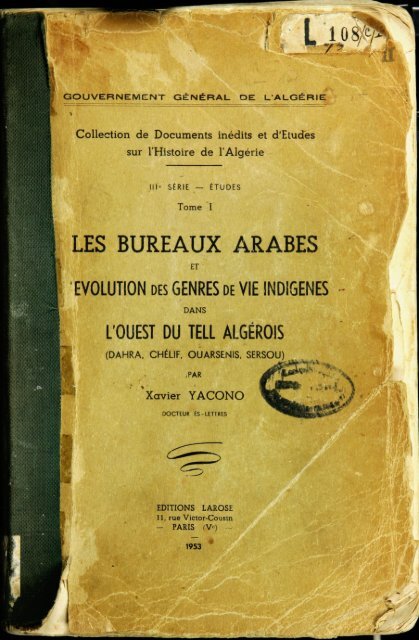 L 108
GOUVERNEMENT GÉNÉRAL DE L'ALGÉRIE
Collection de Documents inédits et d'Etudes
sur l'Histoire de l'Algérie
IIIe SÉRIE — ÉTUDES
Tome I
LES BUREAUX ARABES
ET
EVOLUTION DES GENRES DE VIE INDIGENES
DANS
L'OUEST DU TELL ALGÉROIS
(DAHRA, CHÉLIF, OUARSENIS, SERSOU)
PAR
Xavier YACONO
DOCTEUR ÈS-LETTRES
EDITIONS LAROSE
11, rue Victor-Cousin
— PARIS (Ve) —
1953